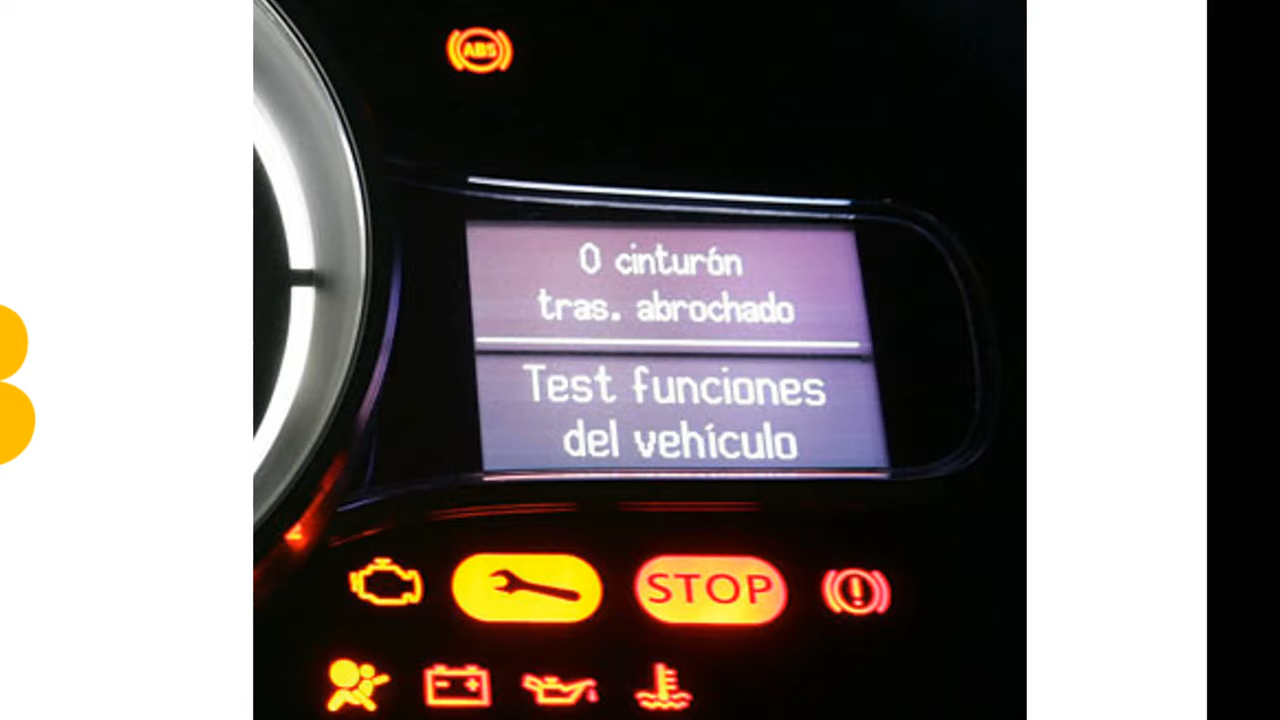 ABS
0 cinturón
tras. abrochado
Test funciones
del vehículo
STOP